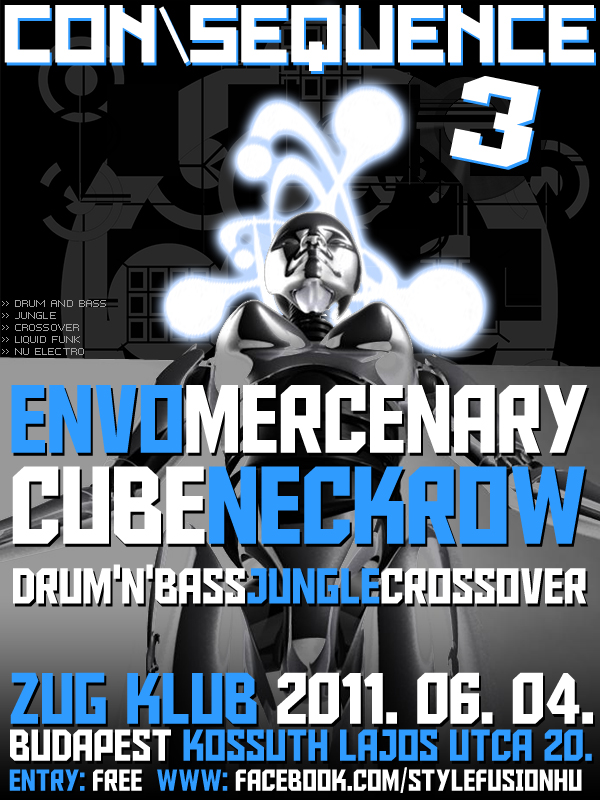 CON\SEQUENCE
3
>> DRUM AND BASS
>> JUNGLE
>> CROSSOVER
>> LIQUID FUNK
>> NU ELECTRO
ENVOMERCENARY
CUBENECKROW
DRUM'N'BASSJUNGLECROSSOVER
ZUG KLUB 2011. 06. 04.
BUDAPEST KOSSUTH LAJOS UTCA 20.
ENTRY: FREE WWW: FACEBOOK.COM/STYLEFUSIONHU